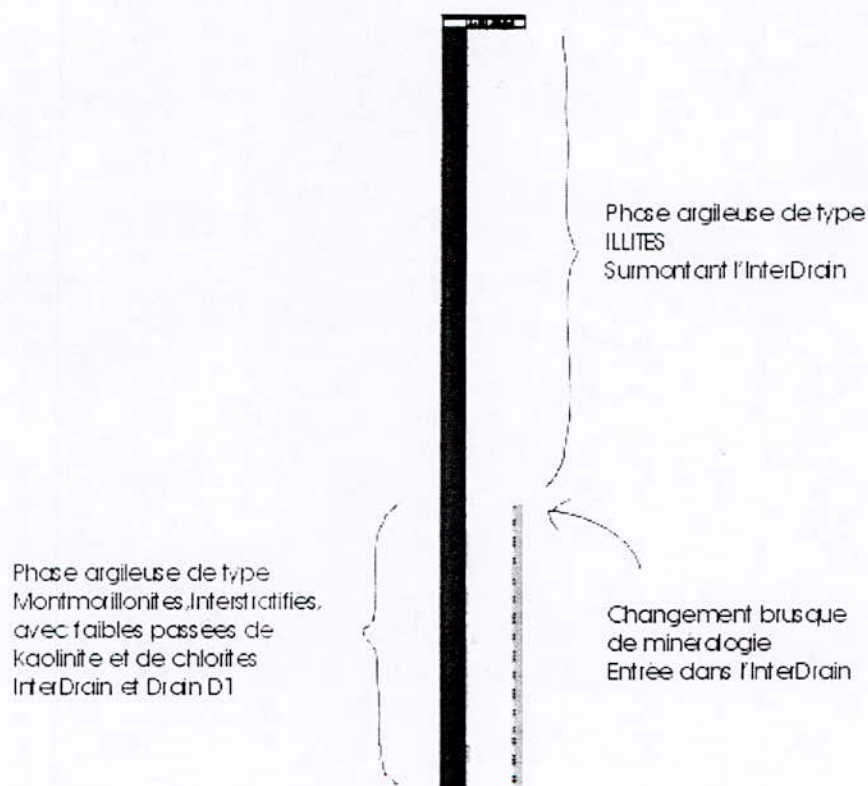 Phase argileuse de type
ILLITES
Surmontant l'InterDrain
Phase argileuse de type
Montmorillonites,Interstratifies,
avec faibles passées de
Kaolinite et de chlorites
InterDrain et Drain D1
Changement brusque
de minéralogie
Entrée dans l'InterDrain